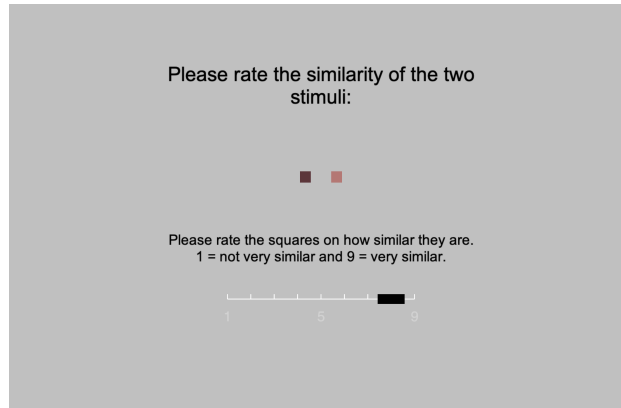 Please rate the similarity of the two
stimuli:
Please rate the squares on how similar they are.
1 = not very similar and 9 = very similar.
1 5 9